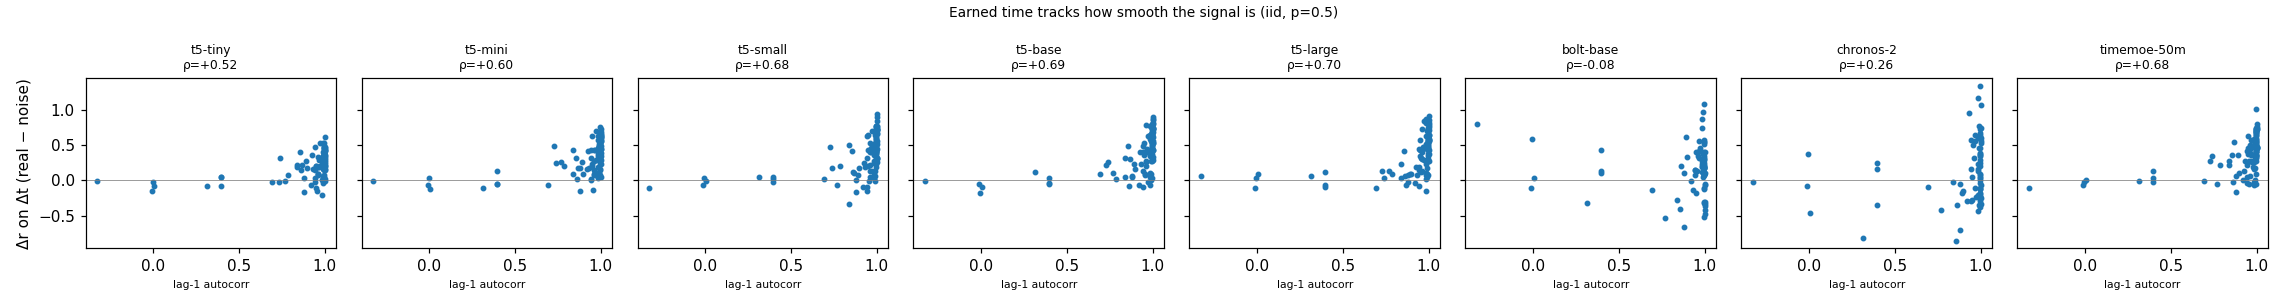 Earned time tracks how smooth the signal is (iid, p=0.5)
t5-tiny
ρ=+0.52
t5-mini
ρ=+0.60
t5-small
ρ=+0.68
t5-base
ρ=+0.69
t5-large
ρ=+0.70
bolt-base
ρ=-0.08
chronos-2
ρ=+0.26
timemoe-50m
ρ=+0.68
Δr on Δt (real − noise)
1.0
0.5
0.0
−0.5
0.0 0.5 1.0
0.0 0.5 1.0
0.0 0.5 1.0
0.0 0.5 1.0
0.0 0.5 1.0
0.0 0.5 1.0
0.0 0.5 1.0
0.0 0.5 1.0
lag-1 autocorr
lag-1 autocorr
lag-1 autocorr
lag-1 autocorr
lag-1 autocorr
lag-1 autocorr
lag-1 autocorr
lag-1 autocorr